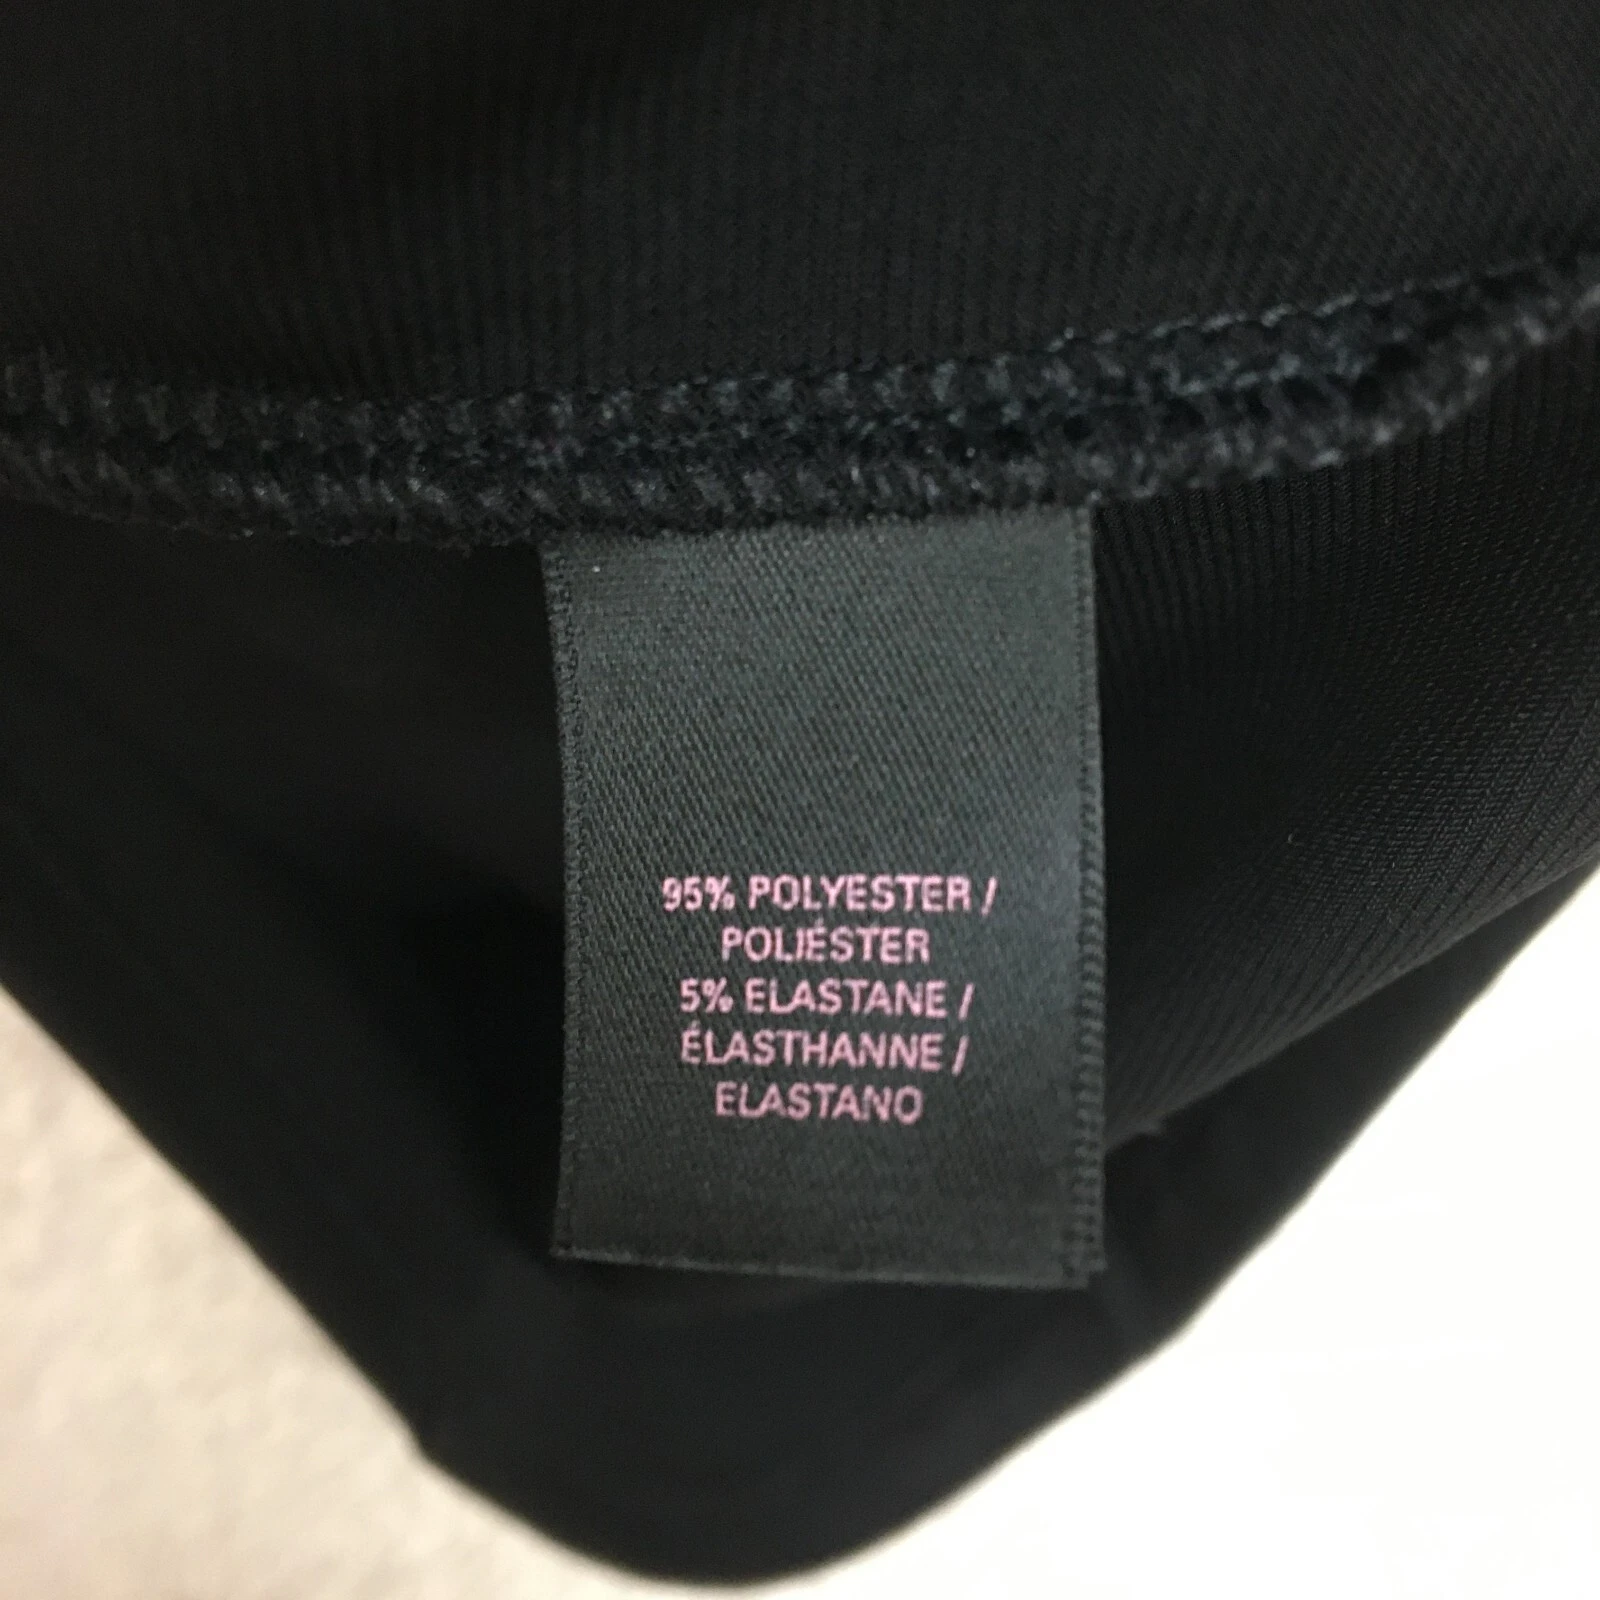 95% POLYESTER /
POLIÉSTER
5% ELASTANE /
ÉLASTHANNE /
ELASTANO